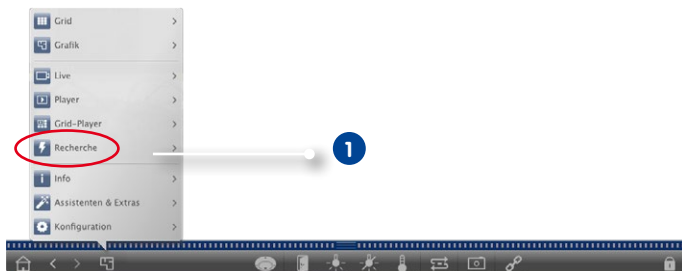 Grid
Grafik
Live
Player
Grid-Player
Recherche
1
Info
Assistenten & Extras
Konfiguration